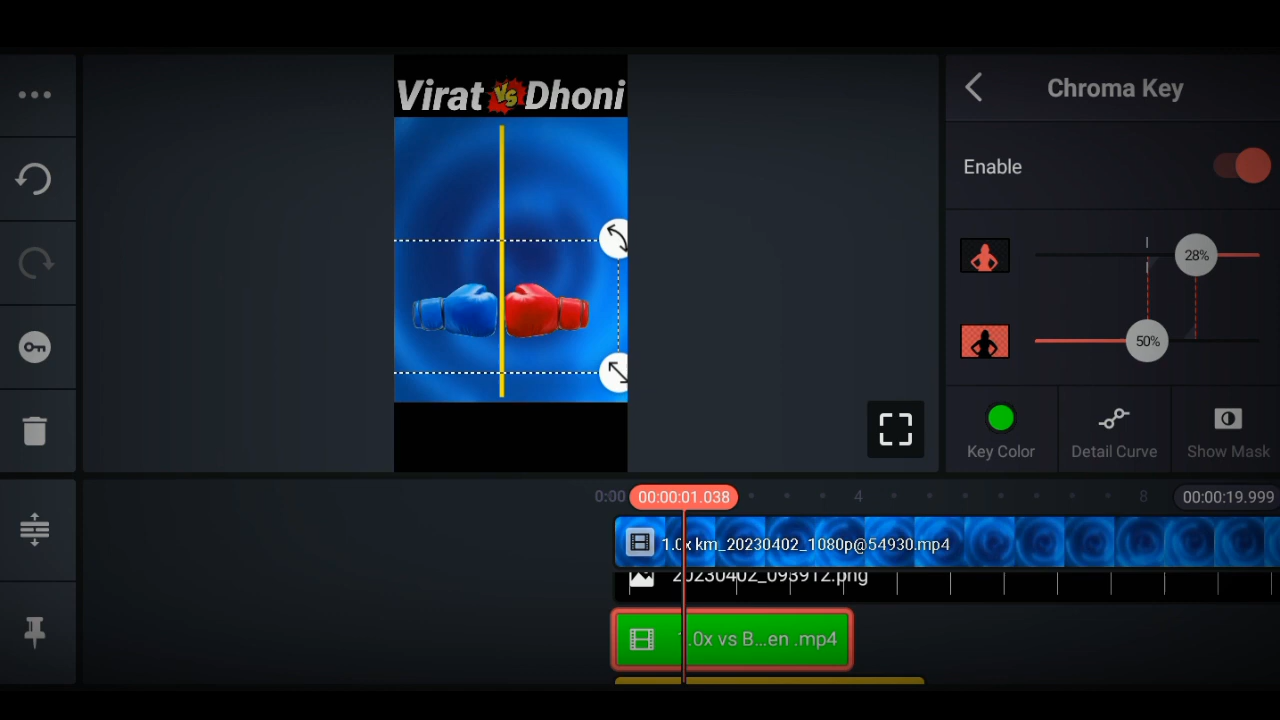 Virat VS Dhoni
Chroma Key
Enable
28%
50%
Key Color
Detail Curve
Show Mask
0:00
00:00:01.038
4
8
00:00:19.999
1.0x km_20230402_1080p@54930.mp4
20230402_093912.png
1.0x vs B...en .mp4